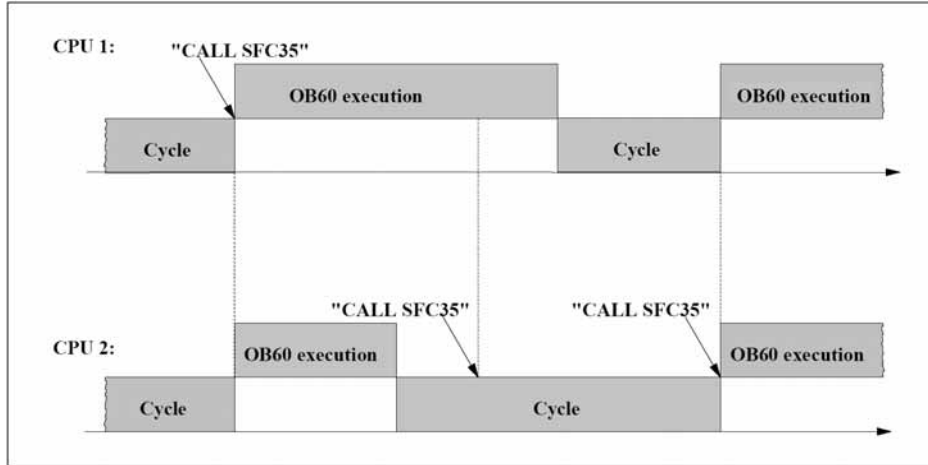 CPU 1:
"CALL SFC35"
OB60 execution
OB60 execution
Cycle
Cycle
"CALL SFC35"
"CALL SFC35"
CPU 2:
OB60 execution
OB60 execution
Cycle
Cycle